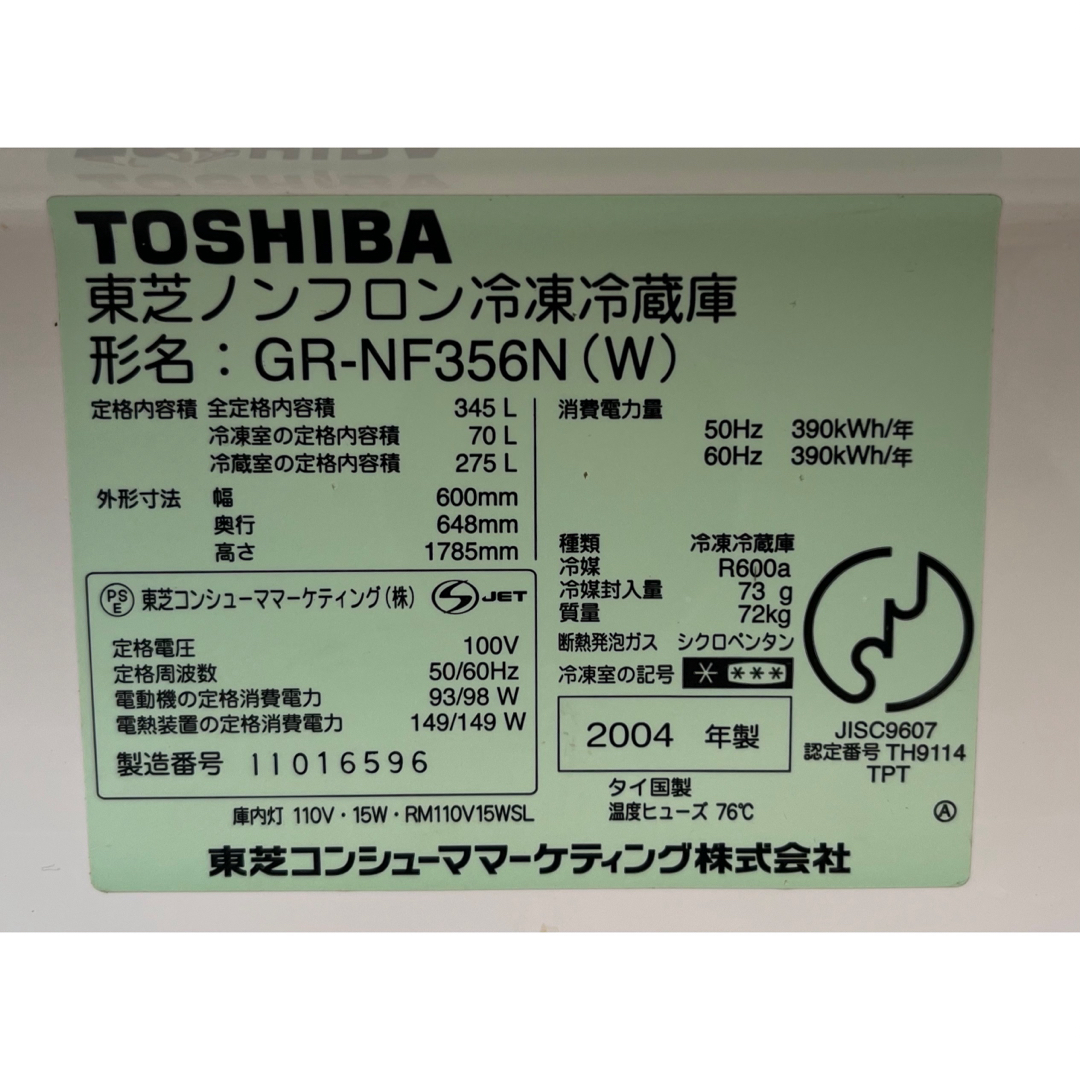 TOSHIBA
東芝ノンフロン冷凍冷蔵庫
形名：GR-NF356N(W)
定格内容積 全定格内容積 345 L
冷凍室の定格内容積 70 L
冷蔵室の定格内容積 275 L
外形寸法 幅 600mm
奥行 648mm
高さ 1785mm
消費電力量
50Hz 390kWh/年
60Hz 390kWh/年
種類 冷凍冷蔵庫
冷媒 R600a
冷媒封入量 73 g
質量 72kg
断熱発泡ガス シクロペンタン
冷凍室の記号 * ***
PS
E 東芝コンシューママーケティング(株) S JET
定格電圧 100V
定格周波数 50/60Hz
電動機の定格消費電力 93/98 W
電熱装置の定格消費電力 149/149 W
製造番号 11016596
2004 年製
JISC9607
認定番号 TH9114
TPT
タイ国製
庫内灯 110V・15W・RM110V15WSL
温度ヒューズ 76℃
A
東芝コンシューママーケティング株式会社